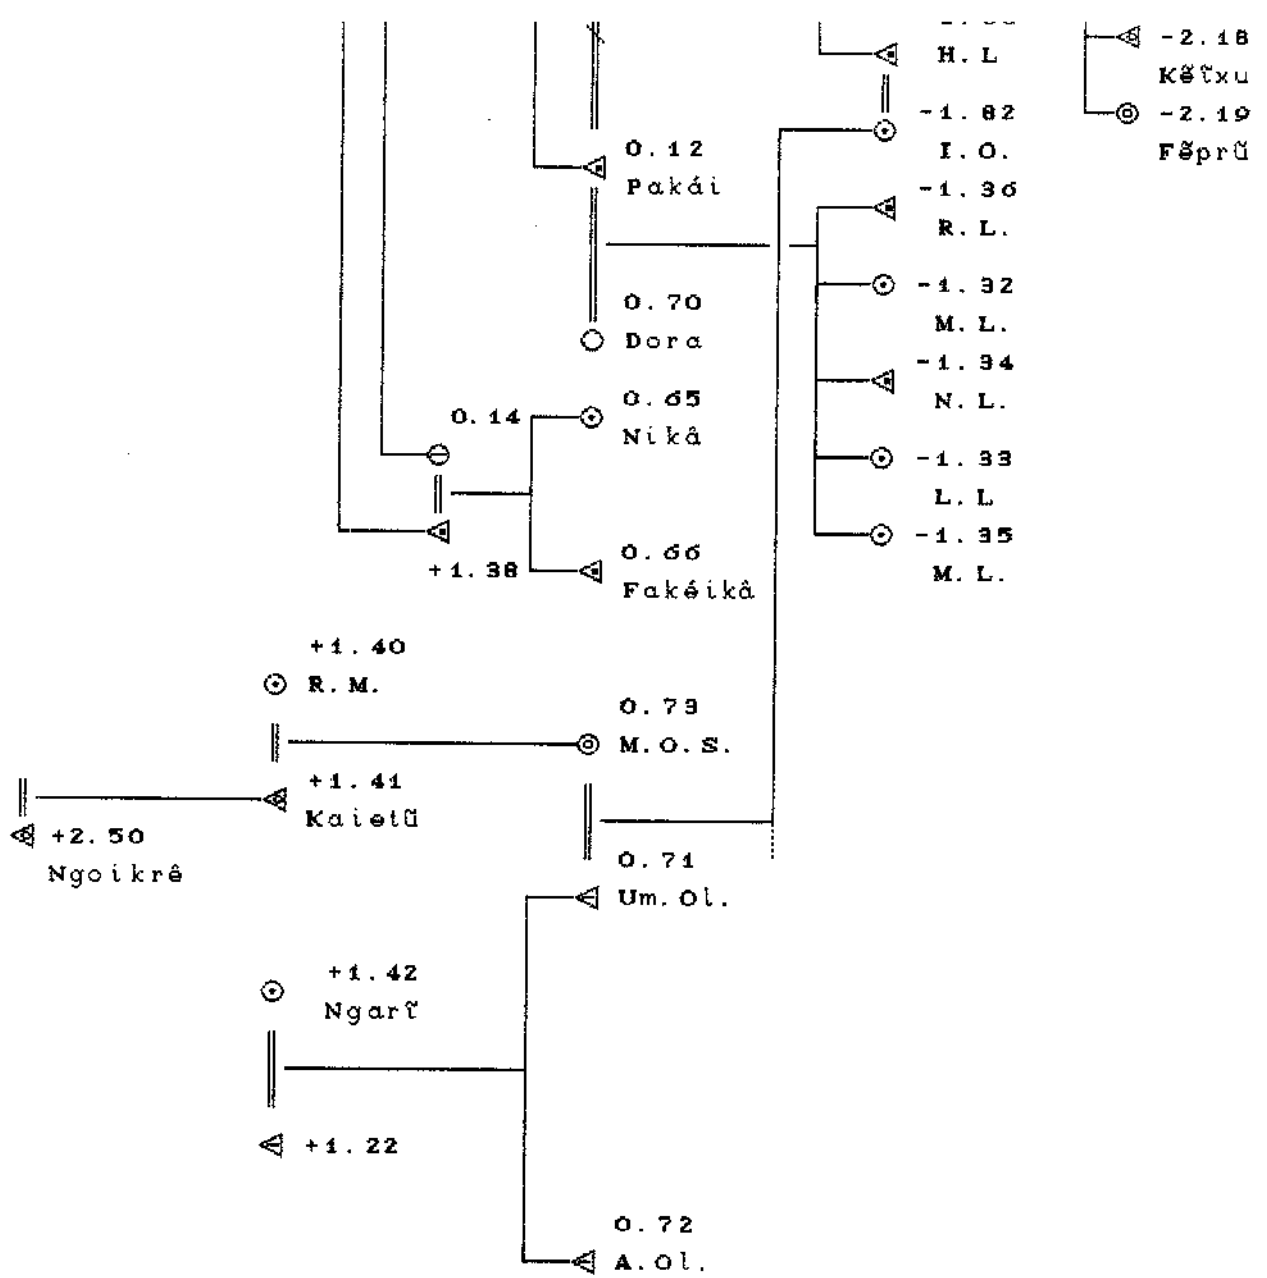 H. L
-2.18
Kẽĩxu
-1.82
I. O.
-2.19
Fẽprũ
0.12
Pakái
-1.36
R. L.
-1.32
M. L.
0.70
Dora
-1.34
N. L.
0.65
Nikâ
0.14
-1.33
L. L
-1.35
M. L.
0.66
Fakéikâ
+1.38
+1.40
R. M.
0.73
M.O.S.
+1.41
Kaietũ
+2.50
Ngoikrê
0.71
Um.Ol.
+1.42
Ngarĩ
+1.22
0.72
A.Ol.